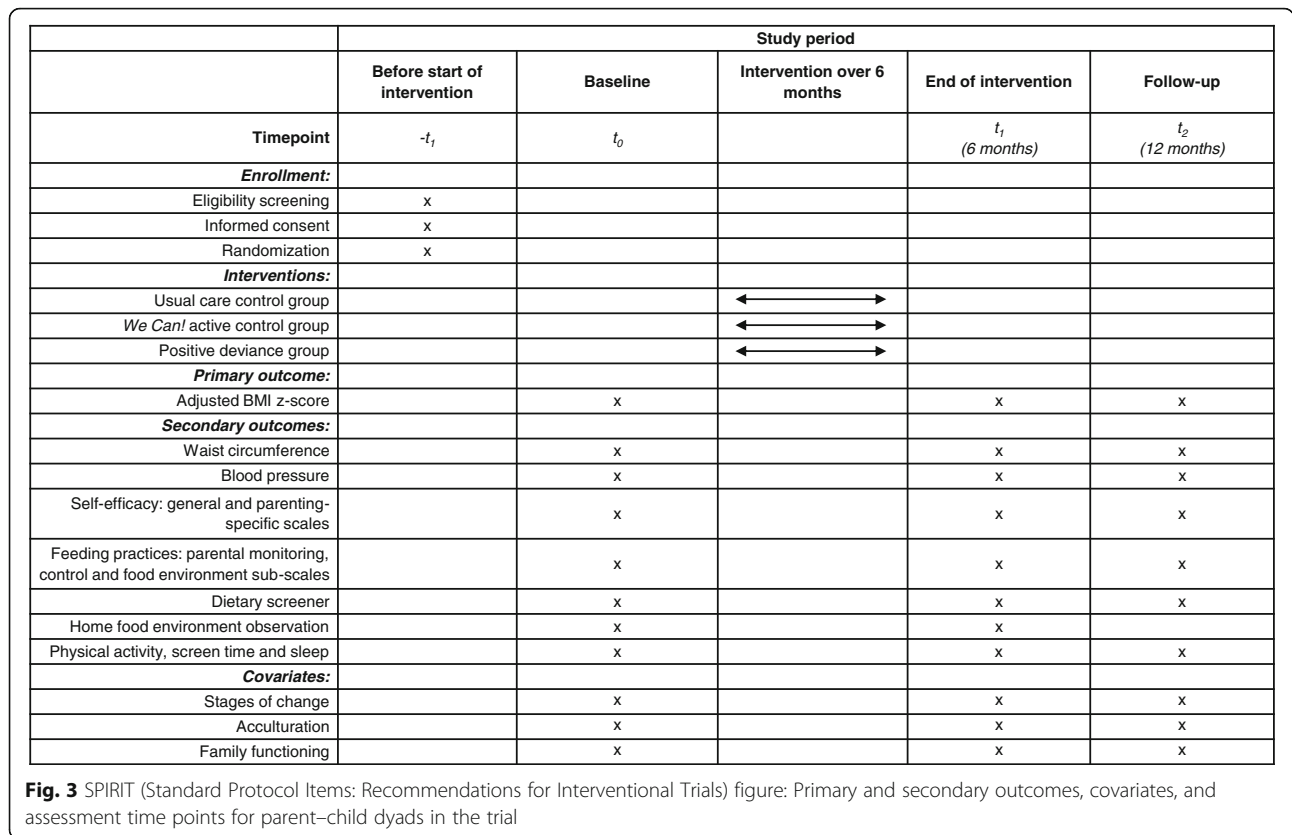 Study period
Before start of intervention Baseline Intervention over 6 months End of intervention Follow-up
Timepoint -t1 t0 t1 (6 months) t2 (12 months)
Enrollment:
Eligibility screening x
Informed consent x
Randomization x
Interventions:
Usual care control group
We Can! active control group
Positive deviance group
Primary outcome:
Adjusted BMI z-score x x x
Secondary outcomes:
Waist circumference x x x
Blood pressure x x x
Self-efficacy: general and parenting-
specific scales x x x
Feeding practices: parental monitoring,
control and food environment sub-scales x x x
Dietary screener x x x
Home food environment observation x x
Physical activity, screen time and sleep x x x
Covariates:
Stages of change x x x
Acculturation x x x
Family functioning x x x
Fig. 3 SPIRIT (Standard Protocol Items: Recommendations for Interventional Trials) figure: Primary and secondary outcomes, covariates, and
assessment time points for parent–child dyads in the trial